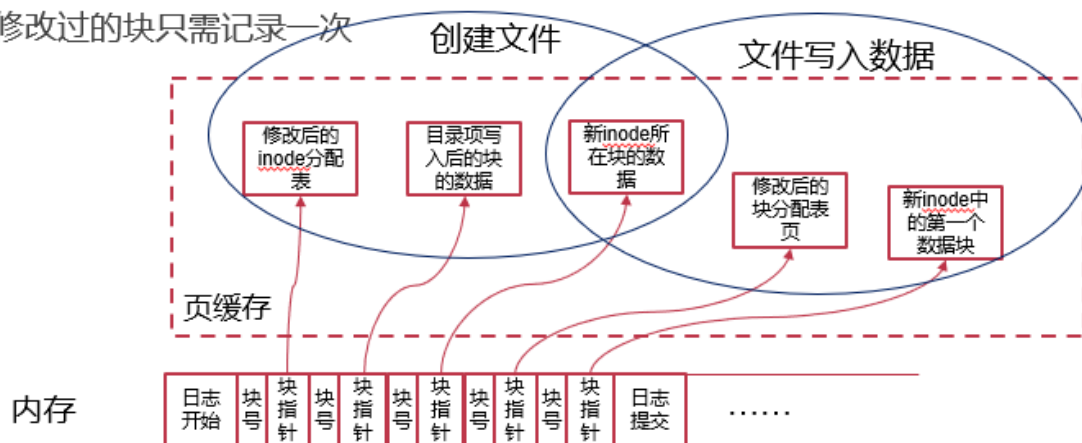 修改过的块只需记录一次
创建文件
文件写入数据
修改后的
inode分配
表
目录项写
入后的块
的数据
新inode所
在块的数
据
修改后的
块分配表
页
新inode中
的第一个
数据块
页缓存
内存
日志
开始
块
号
块
指
针
块
号
块
指
针
块
号
块
指
针
块
号
块
指
针
块
号
块
指
针
日志
提交
……